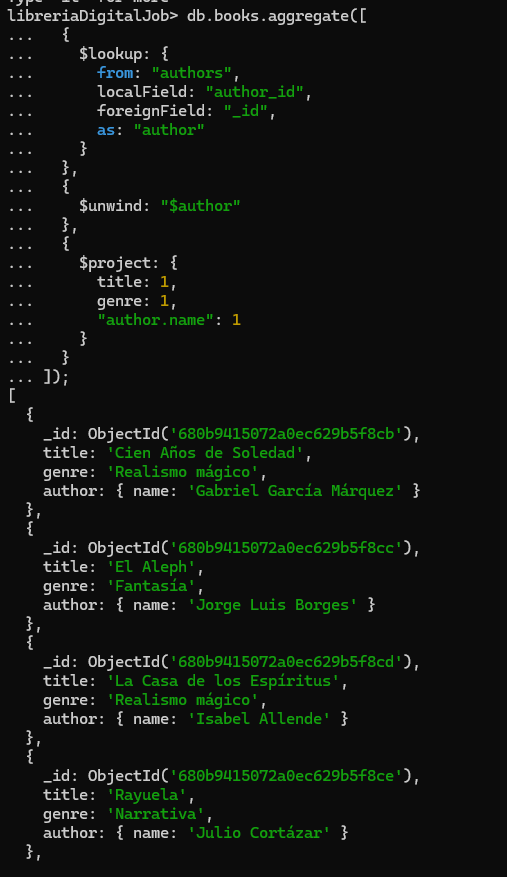 libreriaDigitalJob> db.books.aggregate([
...   {
...     $lookup: {
...       from: "authors",
...       localField: "author_id",
...       foreignField: "_id",
...       as: "author"
...     }
...   },
...   {
...     $unwind: "$author"
...   },
...   {
...     $project: {
...       title: 1,
...       genre: 1,
...       "author.name": 1
...     }
...   }
... ]);
[
  {
    _id: ObjectId('680b9415072a0ec629b5f8cb'),
    title: 'Cien Años de Soledad',
    genre: 'Realismo mágico',
    author: { name: 'Gabriel García Márquez' }
  },
  {
    _id: ObjectId('680b9415072a0ec629b5f8cc'),
    title: 'El Aleph',
    genre: 'Fantasía',
    author: { name: 'Jorge Luis Borges' }
  },
  {
    _id: ObjectId('680b9415072a0ec629b5f8cd'),
    title: 'La Casa de los Espíritus',
    genre: 'Realismo mágico',
    author: { name: 'Isabel Allende' }
  },
  {
    _id: ObjectId('680b9415072a0ec629b5f8ce'),
    title: 'Rayuela',
    genre: 'Narrativa',
    author: { name: 'Julio Cortázar' }
  },